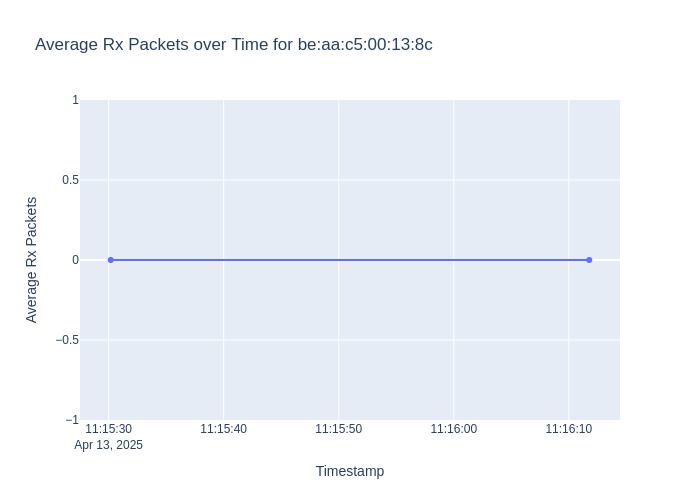 Average Rx Packets over Time for be:aa:c5:00:13:8c
Average Rx Packets
1
0.5
0
−0.5
−1
11:15:30 11:15:40 11:15:50 11:16:00 11:16:10
Apr 13, 2025
Timestamp